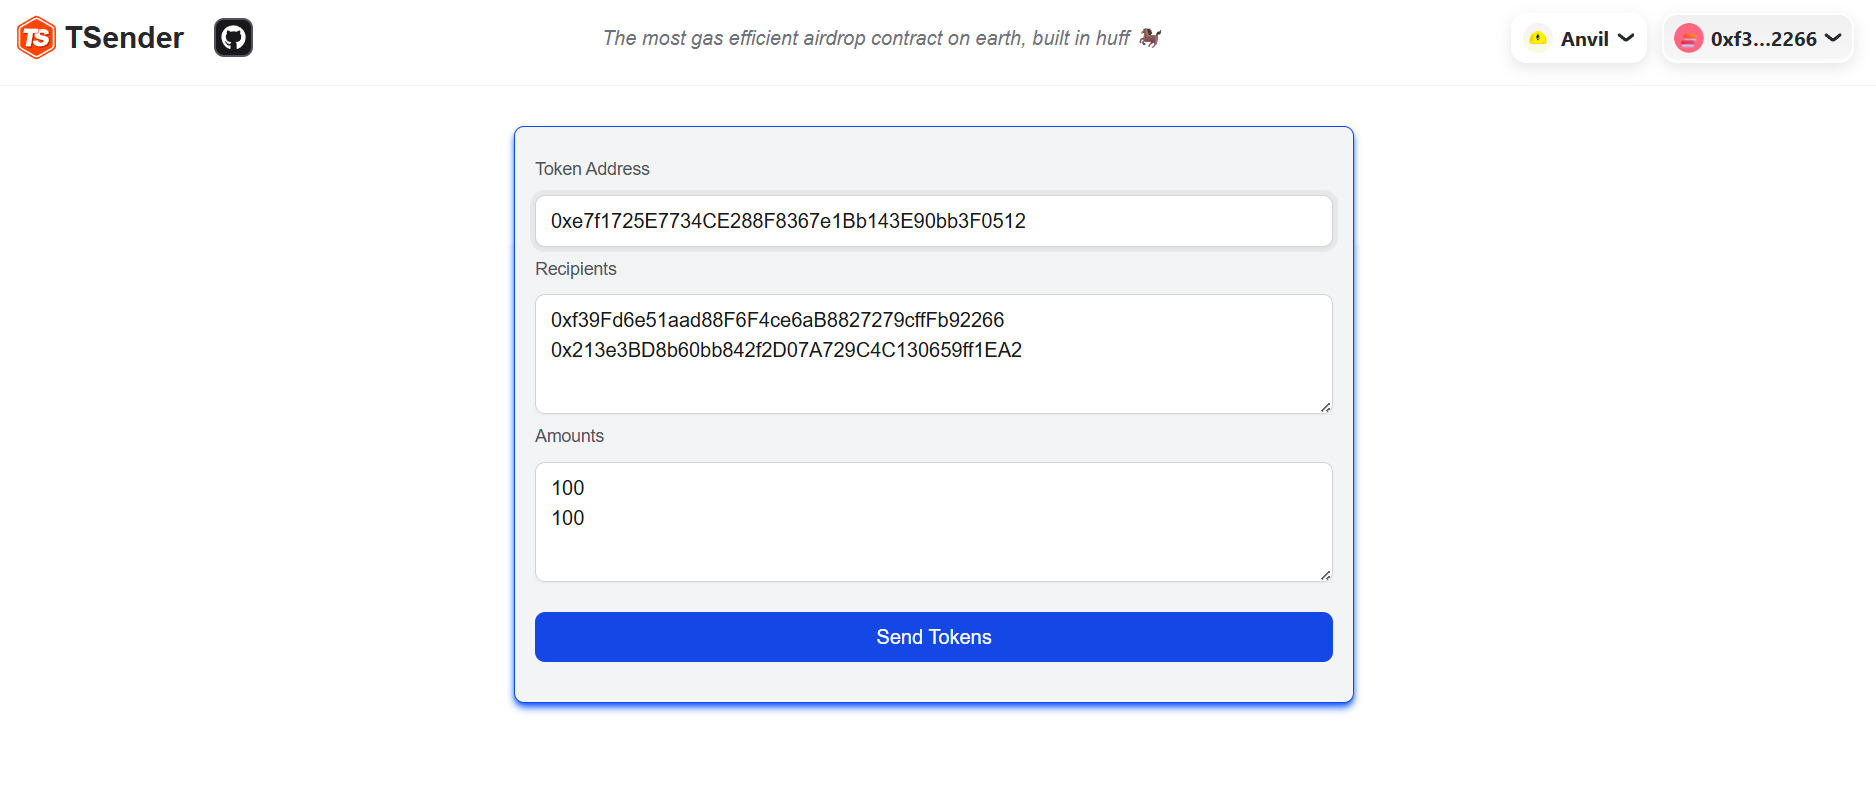 TS TSender
The most gas efficient airdrop contract on earth, built in huff 🐎
Anvil
0xf3...2266
Token Address
0xe7f1725E7734CE288F8367e1Bb143E90bb3F0512
Recipients
0xf39Fd6e51aad88F6F4ce6aB8827279cffFb92266
0x213e3BD8b60bb842f2D07A729C4C130659ff1EA2
Amounts
100
100
Send Tokens